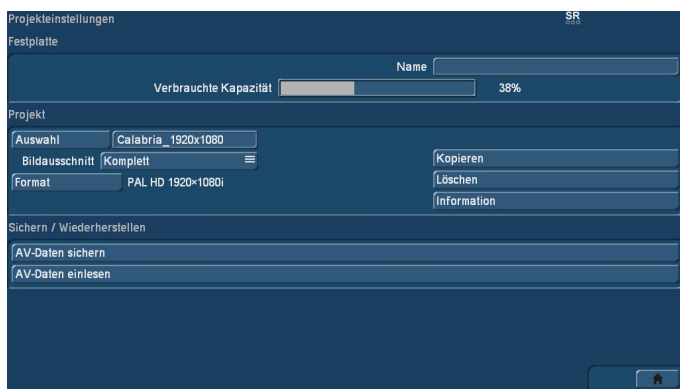 Projekteinstellungen SR
Festplatte
Name
Verbrauchte Kapazität 38%
Projekt
Auswahl Calabria_1920x1080
Bildausschnitt Komplett
Kopieren
Format PAL HD 1920×1080i
Löschen
Information
Sichern / Wiederherstellen
AV-Daten sichern
AV-Daten einlesen